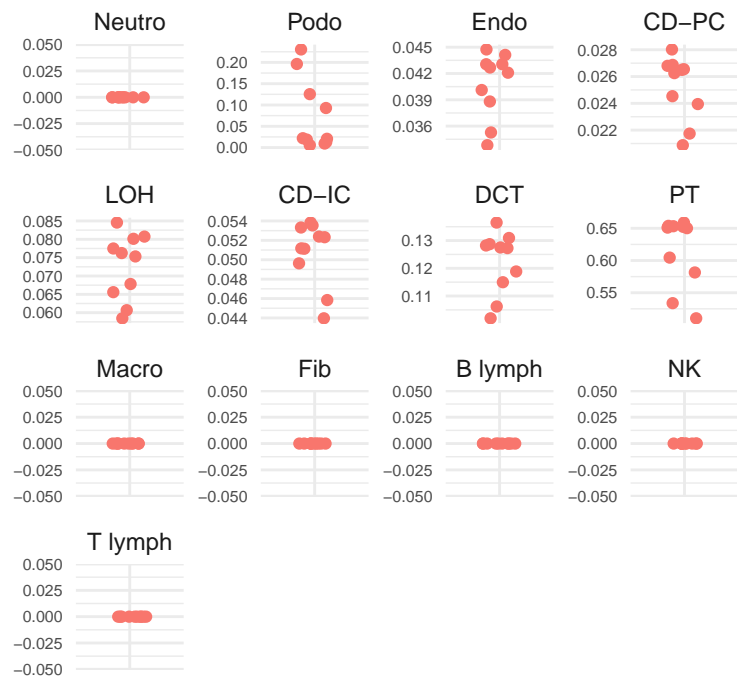 Neutro Podo Endo CD−PC
0.050 0.025 0.000 −0.025 −0.050
0.20 0.15 0.10 0.05 0.00
0.045 0.042 0.039 0.036
0.028 0.026 0.024 0.022
LOH CD−IC DCT PT
0.085 0.080 0.075 0.070 0.065 0.060
0.054 0.052 0.050 0.048 0.046 0.044
0.13 0.12 0.11
0.65 0.60 0.55
Macro Fib B lymph NK
0.050 0.025 0.000 −0.025 −0.050
0.050 0.025 0.000 −0.025 −0.050
0.050 0.025 0.000 −0.025 −0.050
0.050 0.025 0.000 −0.025 −0.050
T lymph
0.050 0.025 0.000 −0.025 −0.050